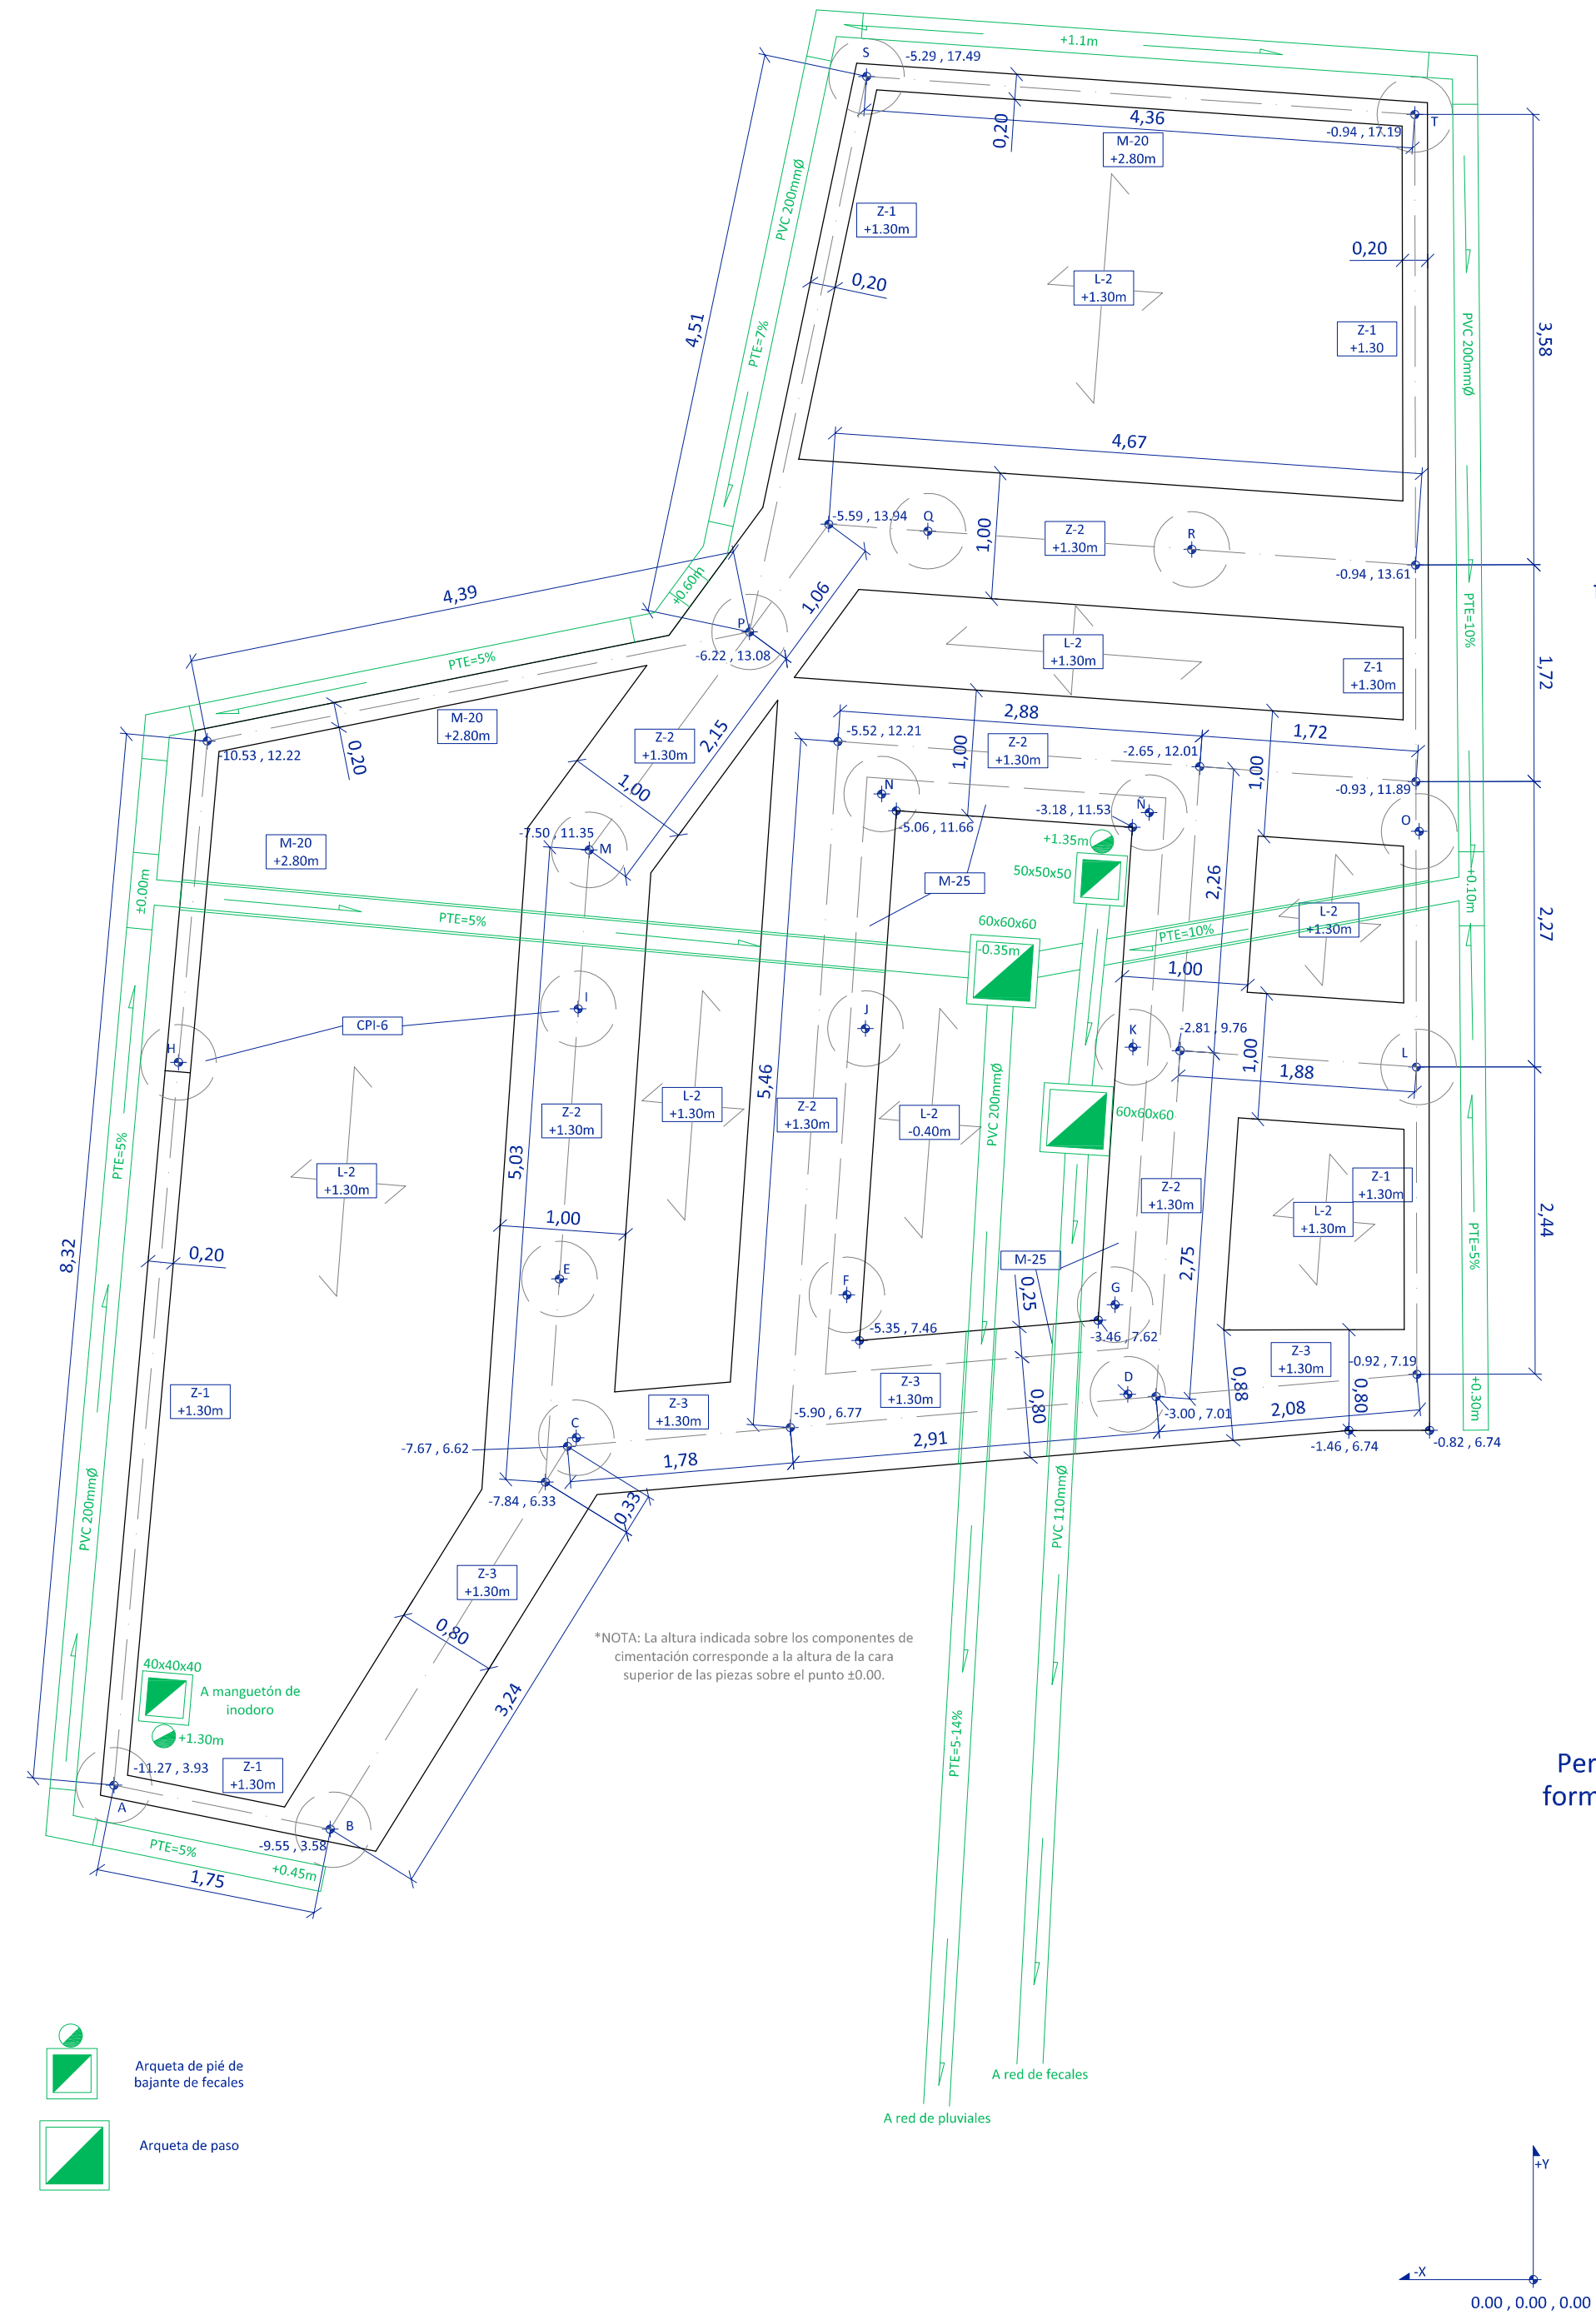 +1.1m
S
-5.29 , 17.49
4,36
0,20
M-20
+2.80m
-0.94 , 17.19
T
PVC 200mmØ
Z-1
+1.30m
0,20
0,20
L-2
+1.30m
4,51
PTE=7%
Z-1
+1.30
PVC 200mmØ
3,58
4,67
-5.59 , 13.94
Q
1,00
Z-2
+1.30m
R
-0.94 , 13.61
+0.60m
4,39
1,06
PTE=10%
P
-6.22 , 13.08
L-2
+1.30m
Z-1
+1.30m
1,72
PTE=5%
M-20
+2.80m
0,20
-10.53 , 12.22
Z-2
+1.30m
2,15
2,88
1,72
-5.52 , 12.21
1,00
Z-2
+1.30m
-2.65 , 12.01
1,00
-0.93 , 11.89
1,00
N
-3.18 , 11.53
Ñ
O
-5.06 , 11.66
-7.50 , 11.35
M
M-20
+2.80m
+1.35m
50x50x50
M-25
2,26
±0.00m
+0.10m
PTE=5%
60x60x60
-0.35m
PTE=10%
L-2
+1.30m
2,27
1,00
I
CPI-6
H
J
K
-2.81 , 9.76
1,00
L
1,88
5,46
PVC 200mmØ
L-2
+1.30m
Z-2
+1.30m
Z-2
+1.30m
L-2
-0.40m
60x60x60
PTE=5%
L-2
+1.30m
5,03
Z-2
+1.30m
Z-1
+1.30m
L-2
+1.30m
2,44
PTE=5%
1,00
8,32
0,20
M-25
2,75
E
F
0,25
G
-5.35 , 7.46
-3.46 , 7.62
Z-3
+1.30m
-0.92 , 7.19
Z-1
+1.30m
Z-3
+1.30m
Z-3
+1.30m
D
0,80
0,88
0,80
+0.30m
C
-7.67 , 6.62
-5.90 , 6.77
-3.00 , 7.01
2,08
2,91
1,78
-1.46 , 6.74
-0.82 , 6.74
-7.84 , 6.33
0,33
PVC 200mmØ
PVC 110mmØ
Z-3
+1.30m
0,80
*NOTA: La altura indicada sobre los componentes de
cimentación corresponde a la altura de la cara
superior de las piezas sobre el punto ±0.00.
40x40x40
A manguetón de
inodoro
+1.30m
3,24
PTE=5-14%
-11.27 , 3.93
Z-1
+1.30m
A
B
-9.55 , 3.58
PTE=5%
+0.45m
1,75
Per
form
Arqueta de pié de
bajante de fecales
A red de fecales
A red de pluviales
Arqueta de paso
+Y
-X
0.00 , 0.00 , 0.00